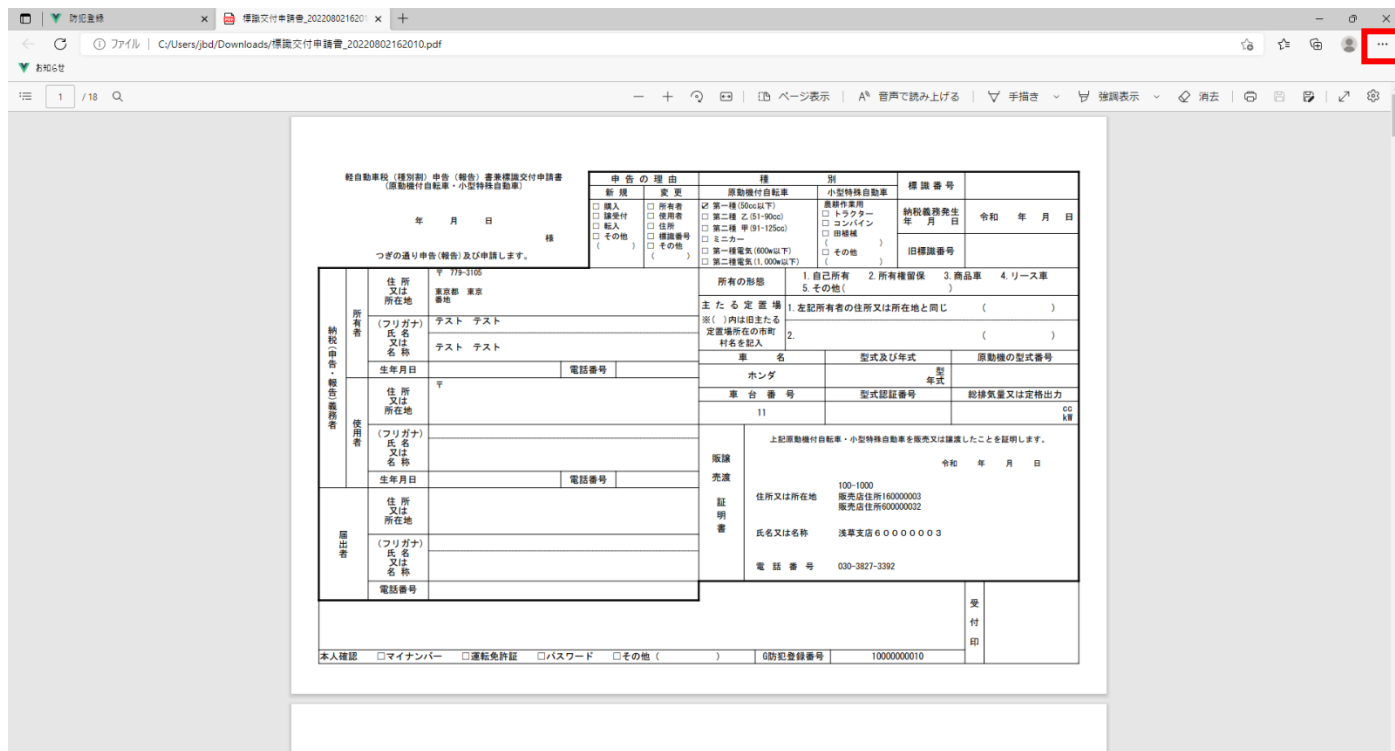 防犯登録
標識交付申請書_2022080216201
ファイル | C:/Users/jbd/Downloads/標識交付申請書_20220802162010.pdf
お知らせ
1 /18
ページ表示 音声で読み上げる 手描き 強調表示 消去
軽自動車税（種別割）申告（報告）書兼標識交付申請書
（原動機付自転車・小型特殊自動車）
年 月 日
様
つぎの通り申告(報告)及び申請します。
申告の理由
新規 変更
□ 購入 □ 所有者
□ 譲受付 □ 使用者
□ 転入 □ 住所
□ その他 □ 標識番号
（ ） □ その他
（ ）
種 別
原動機付自転車 小型特殊自動車
☑ 第一種(50cc以下)
□ 第二種 乙(51-90cc)
□ 第二種 甲(91-125cc)
□ ミニカー
□ 第一種電気(600w以下)
□ 第二種電気(1,000w以下)
農耕作業用
□ トラクター
□ コンバイン
□ 田植機
（ ）
□ その他
（ ）
標識番号
納税義務発生
年 月 日
令和 年 月 日
旧標識番号
納税（申告・報告）義務者
所有者
住所
又は
所在地
〒 779-3105
東京都 東京
番地
(フリガナ)
氏名
又は
名称
テスト テスト
テスト テスト
生年月日 電話番号
使用者
住所
又は
所在地
〒
(フリガナ)
氏名
又は
名称
生年月日 電話番号
届出者
住所
又は
所在地
(フリガナ)
氏名
又は
名称
電話番号
所有の形態
1. 自己所有 2. 所有権留保 3. 商品車 4. リース車
5. その他( )
主たる定置場
※( )内は旧主たる
定置場所在の市町
村名を記入
1. 左記所有者の住所又は所在地と同じ ( )
2. ( )
車名 型式及び年式 原動機の型式番号
ホンダ 型
年式
車台番号 型式認証番号 総排気量又は定格出力
11 cc
kW
販譲
売渡
証
明
書
上記原動機付自転車・小型特殊自動車を販売又は譲渡したことを証明します。
令和 年 月 日
住所又は所在地
100-1000
販売店住所160000003
販売店住所600000032
氏名又は名称 浅草支店６００００００３
電話番号 030-3827-3392
受
付
印
本人確認 □マイナンバー □運転免許証 □パスワード □その他 ( ) G防犯登録番号 10000000010